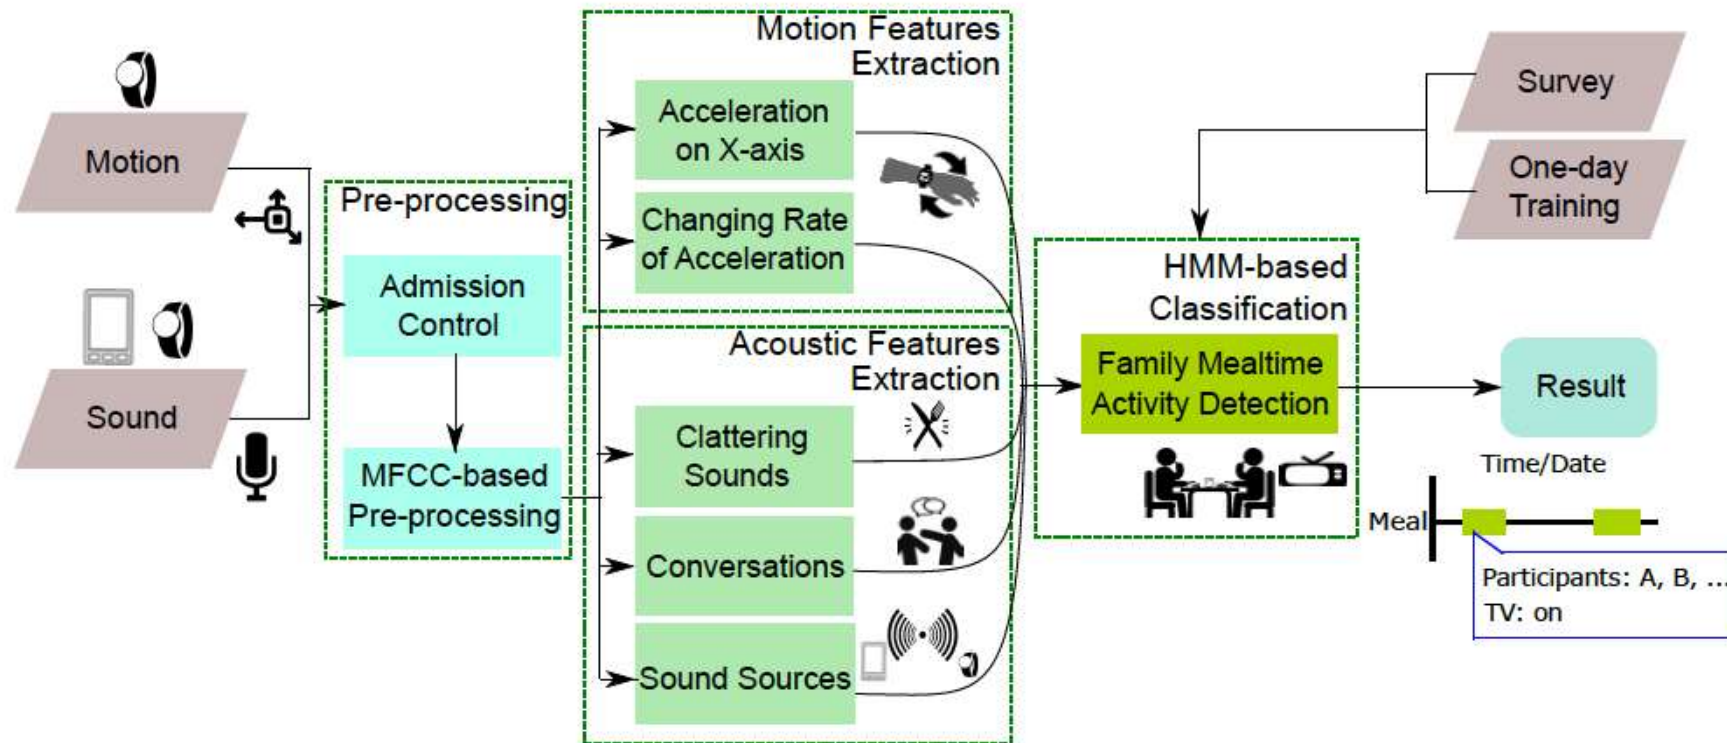 Motion
Sound
Pre-processing
Admission
Control
MFCC-based
Pre-processing
Motion Features
Extraction
Acceleration
on X-axis
Changing Rate
of Acceleration
Acoustic Features
Extraction
Clattering
Sounds
Conversations
Sound Sources
Survey
One-day
Training
HMM-based
Classification
Family Mealtime
Activity Detection
Result
Time/Date
Meal
Participants: A, B, ...
TV: on